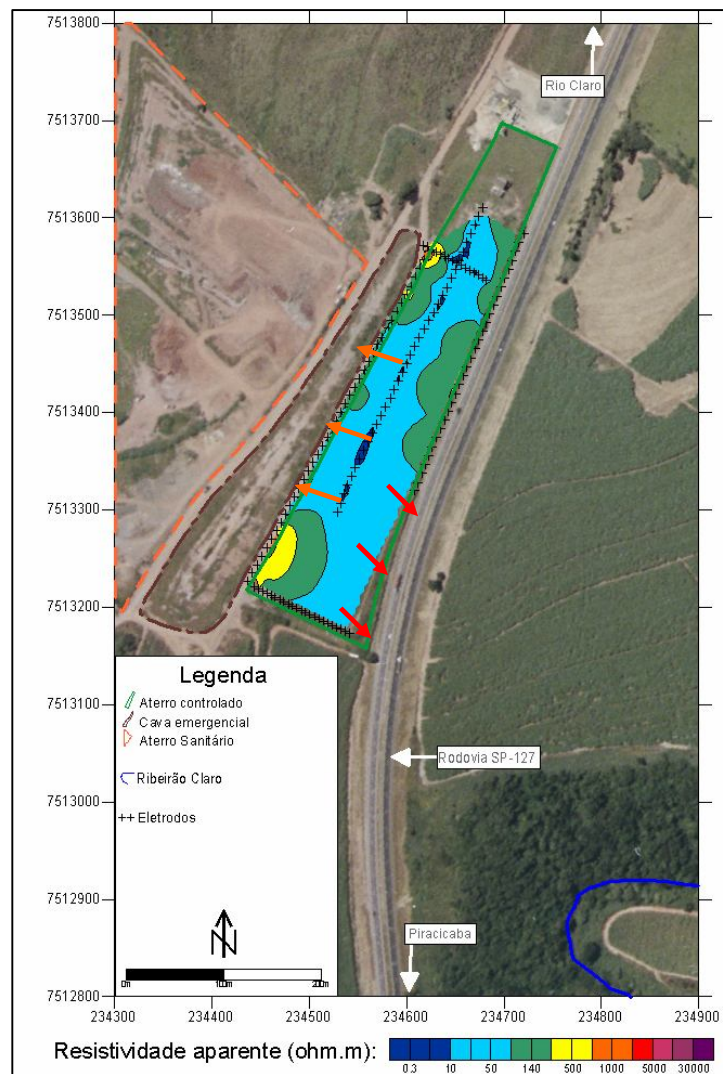 7513800
7513700
7513600
7513500
7513400
7513300
7513200
7513100
7513000
7512900
7512800
Rio Claro
Legenda
Aterro controlado
Cava emergencial
Aterro Sanitário
Ribeirão Claro
++ Eletrodos
N
0m 100m 200m
Rodovia SP-127
Piracicaba
234300 234400 234500 234600 234700 234800 234900
Resistividade aparente (ohm.m):
0.3 10 50 140 500 1000 5000 30000